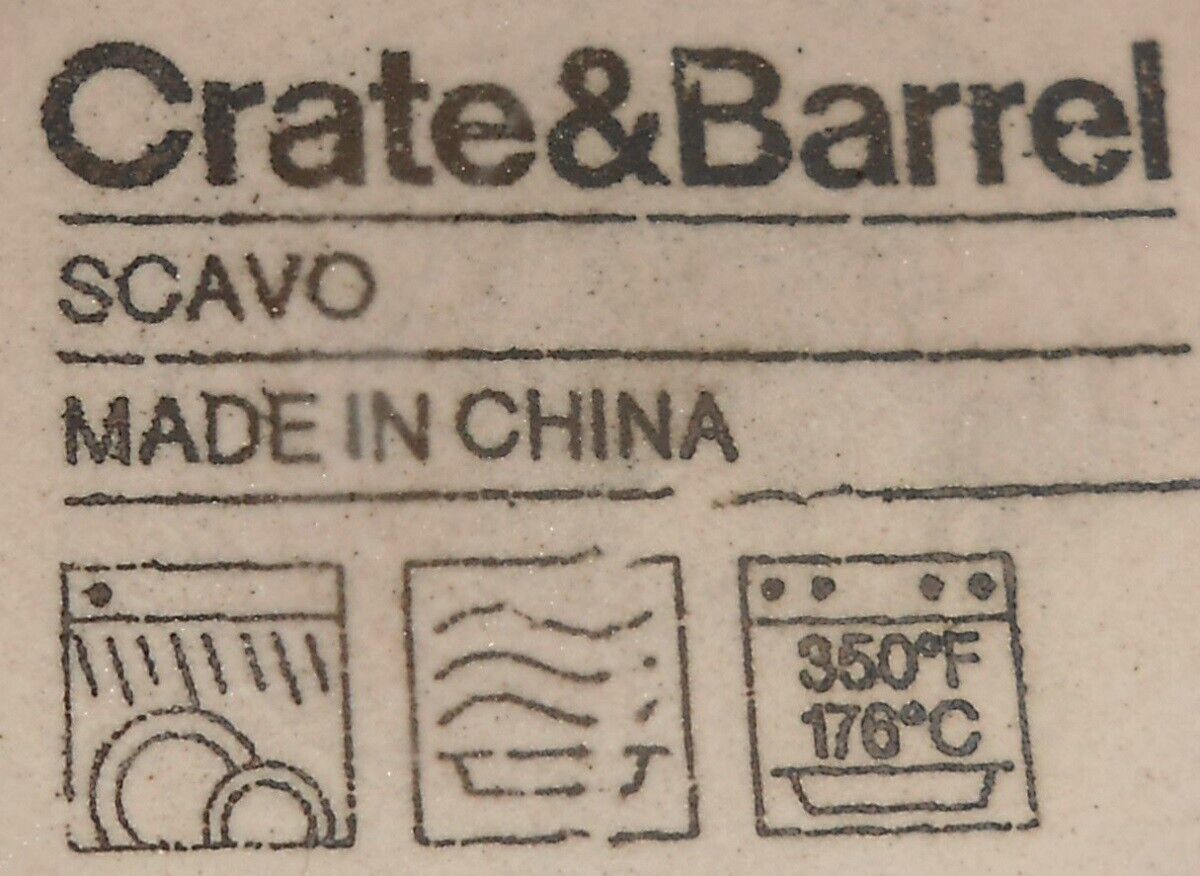 Crate&Barrel
SCAVO
MADE IN CHINA
350°F
176°C